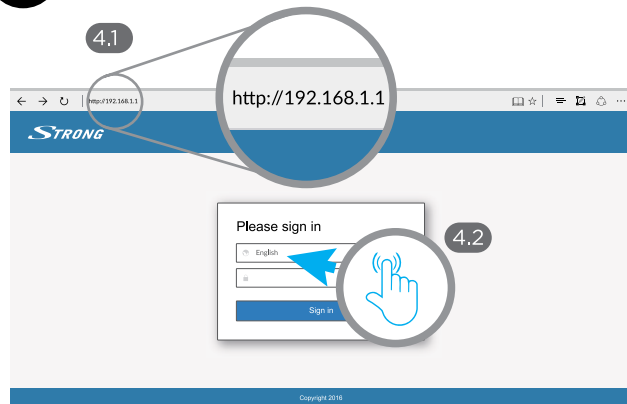 4.1
http://192.168.1.1
http://192.168.1.1
STRONG
Please sign in
English
4.2
Sign in
Copyright 2016